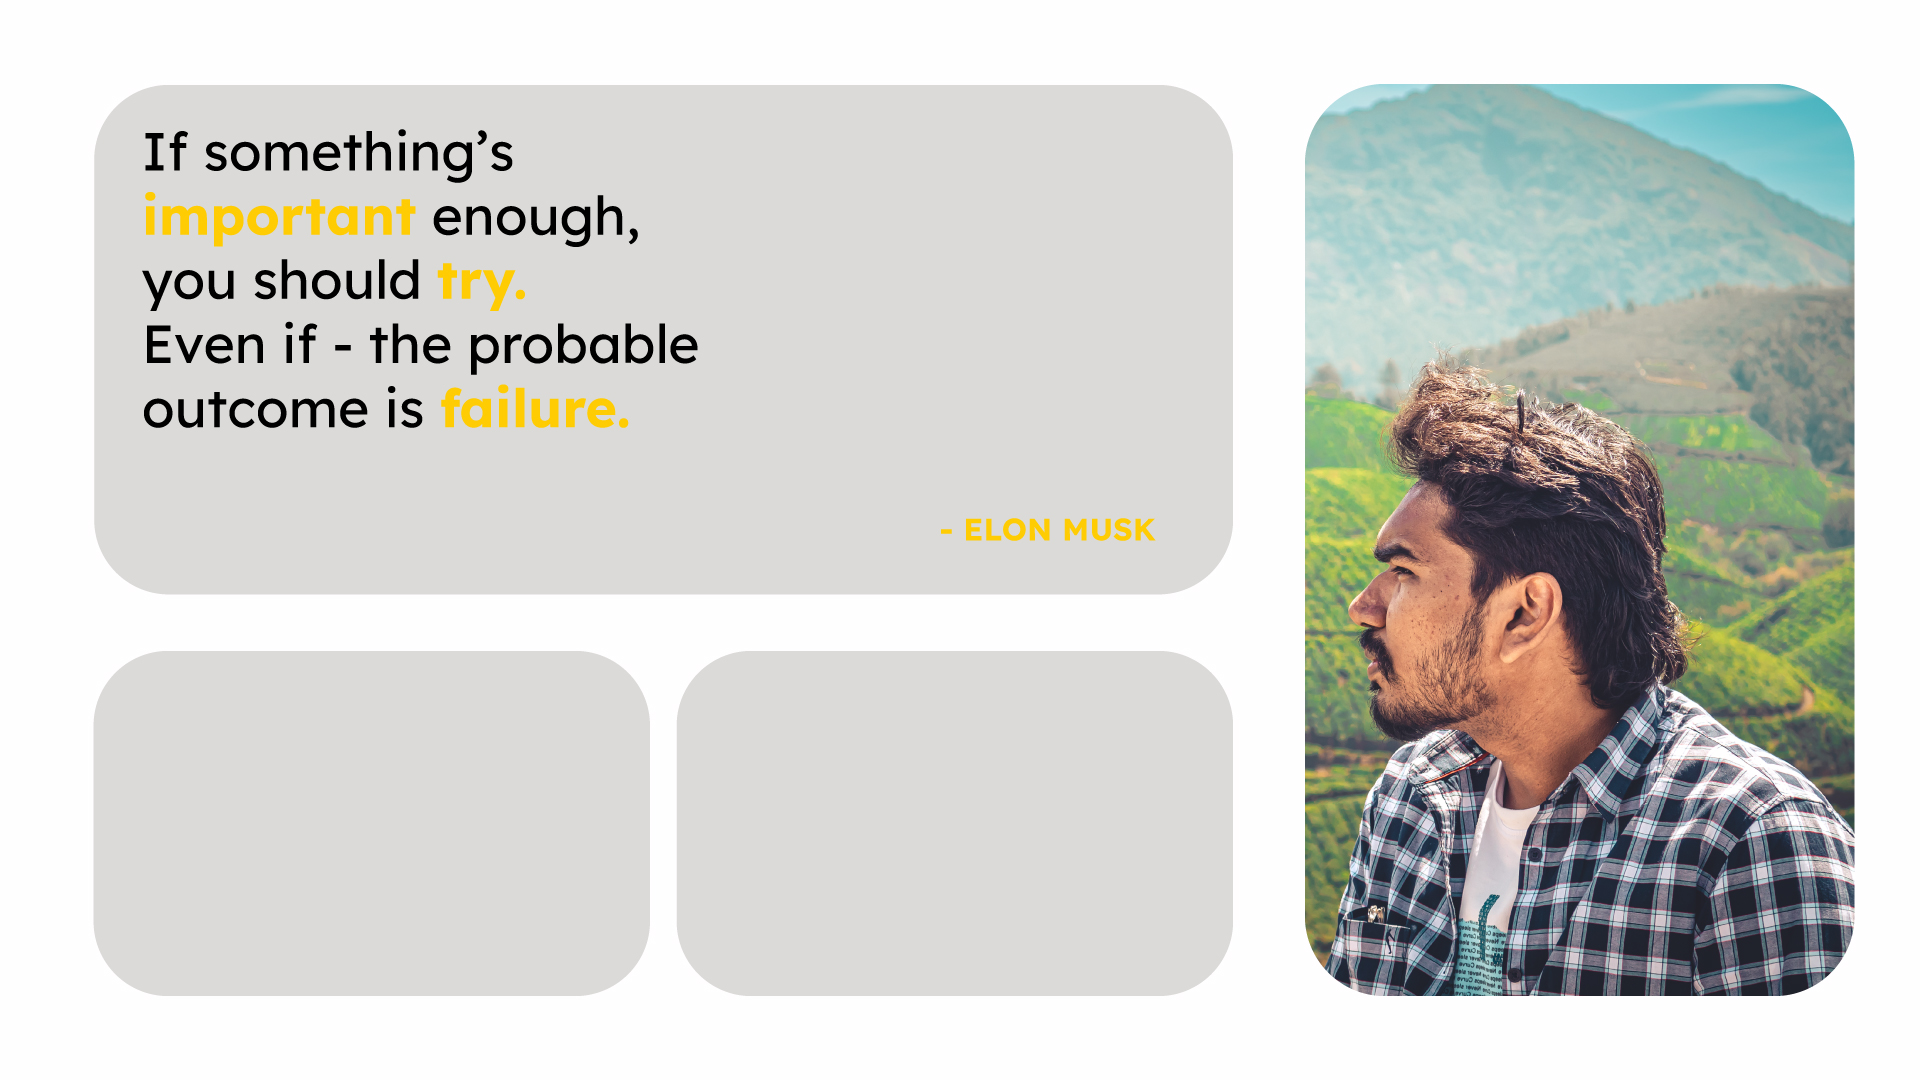 If something’s
important enough,
you should try.
Even if - the probable
outcome is failure.
- ELON MUSK